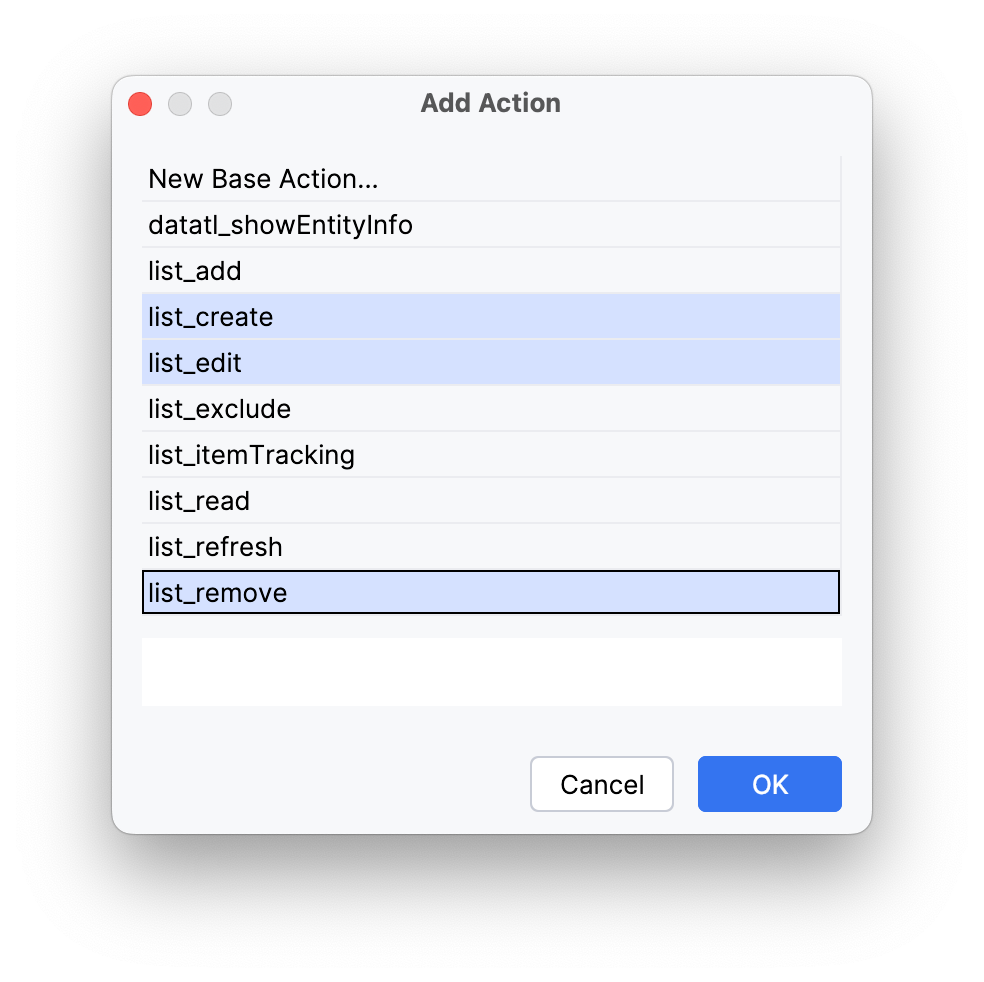 Add Action
New Base Action...
datatl_showEntityInfo
list_add
list_create
list_edit
list_exclude
list_itemTracking
list_read
list_refresh
list_remove
Cancel
OK